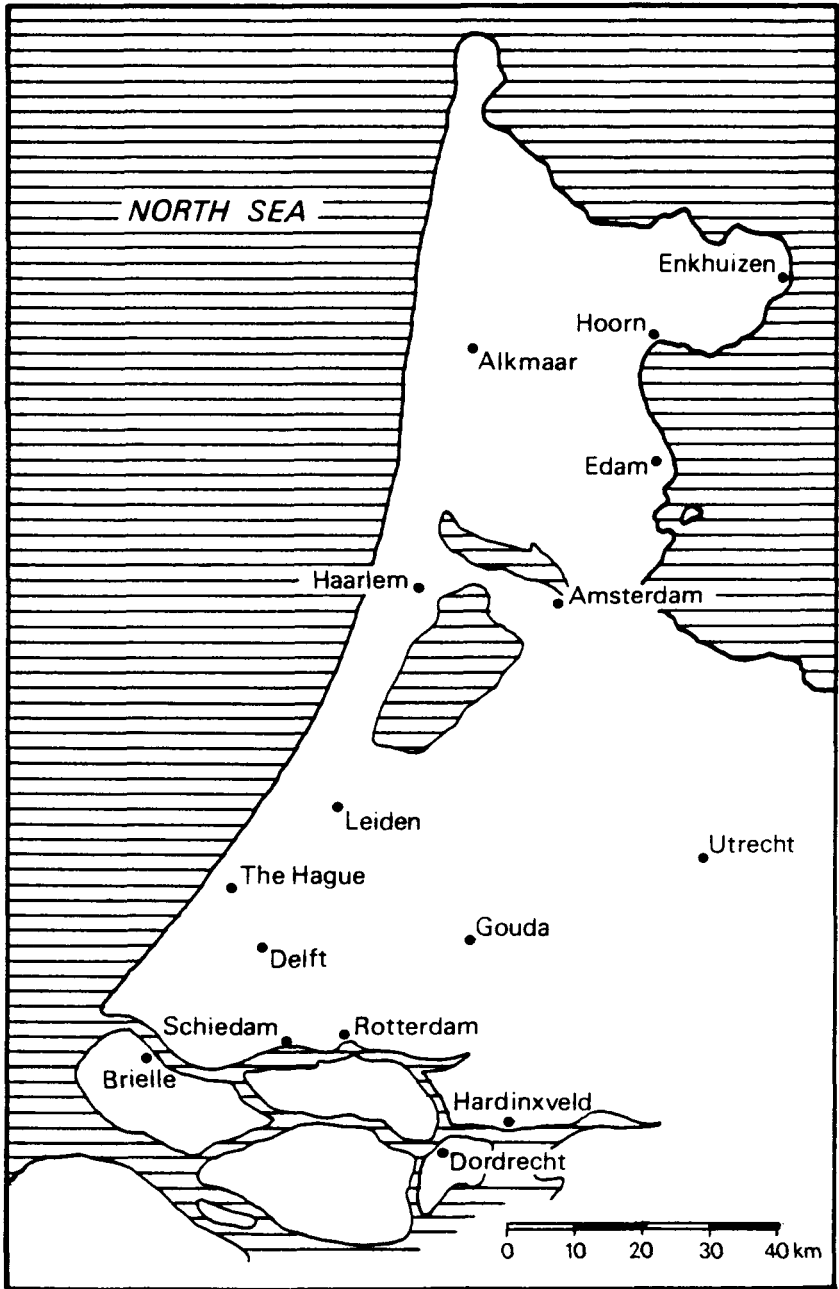 NORTH SEA
Enkhuizen
Hoorn
Alkmaar
Edam
Haarlem
Amsterdam
Leiden
Utrecht
The Hague
Gouda
Delft
Schiedam
Rotterdam
Brielle
Hardinxveld
Dordrecht
0 10 20 30 40 km